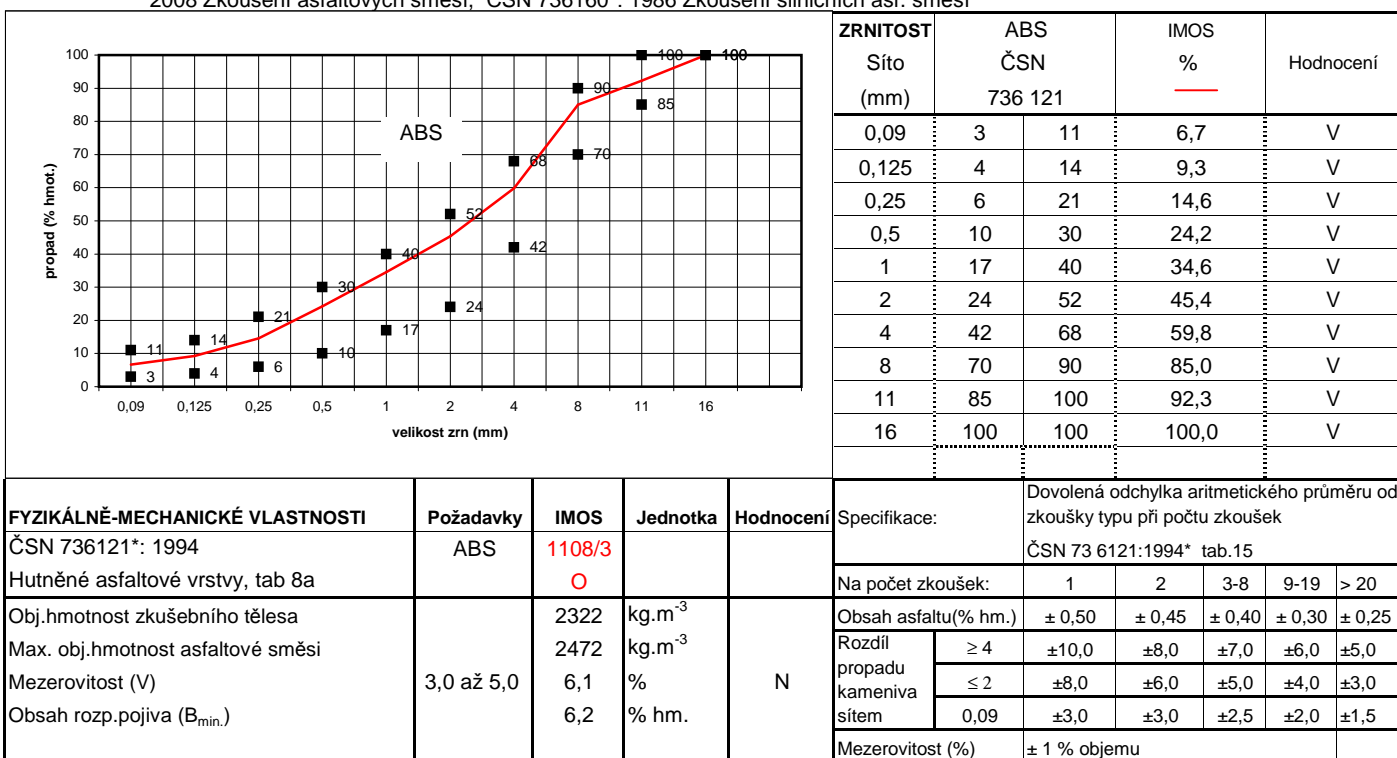 2008 Zkoušení asfaltových směsí, *ČSN 736160*: 1986 Zkoušení silničních asf. směsí
100
90
80
70
60
50
40
30
20
10
0
propad (% hmot.)
ABS
11 14 21 30 40 52 68 90 100 100
3 4 6 10 17 24 42 70 85 100
0,09 0,125 0,25 0,5 1 2 4 8 11 16
velikost zrn (mm)
ZRNITOST ABS IMOS
Síto ČSN % Hodnocení
(mm) 736 121
0,09 3 11 6,7 V
0,125 4 14 9,3 V
0,25 6 21 14,6 V
0,5 10 30 24,2 V
1 17 40 34,6 V
2 24 52 45,4 V
4 42 68 59,8 V
8 70 90 85,0 V
11 85 100 92,3 V
16 100 100 100,0 V
FYZIKÁLNĚ-MECHANICKÉ VLASTNOSTI Požadavky IMOS Jednotka Hodnocení
ČSN 736121*: 1994 ABS 1108/3
Hutněné asfaltové vrstvy, tab 8a O
Obj.hmotnost zkušebního tělesa 2322 kg.m-3
Max. obj.hmotnost asfaltové směsi 2472 kg.m-3
Mezerovitost (V) 3,0 až 5,0 6,1 % N
Obsah rozp.pojiva (Bmin.) 6,2 % hm.
Specifikace: Dovolená odchylka aritmetického průměru od
zkoušky typu při počtu zkoušek
ČSN 73 6121:1994* tab.15
Na počet zkoušek: 1 2 3-8 9-19 > 20
Obsah asfaltu(% hm.) ± 0,50 ± 0,45 ± 0,40 ± 0,30 ± 0,25
Rozdíl propadu kameniva sítem ≥ 4 ±10,0 ±8,0 ±7,0 ±6,0 ±5,0
≤ 2 ±8,0 ±6,0 ±5,0 ±4,0 ±3,0
0,09 ±3,0 ±3,0 ±2,5 ±2,0 ±1,5
Mezerovitost (%) ± 1 % objemu